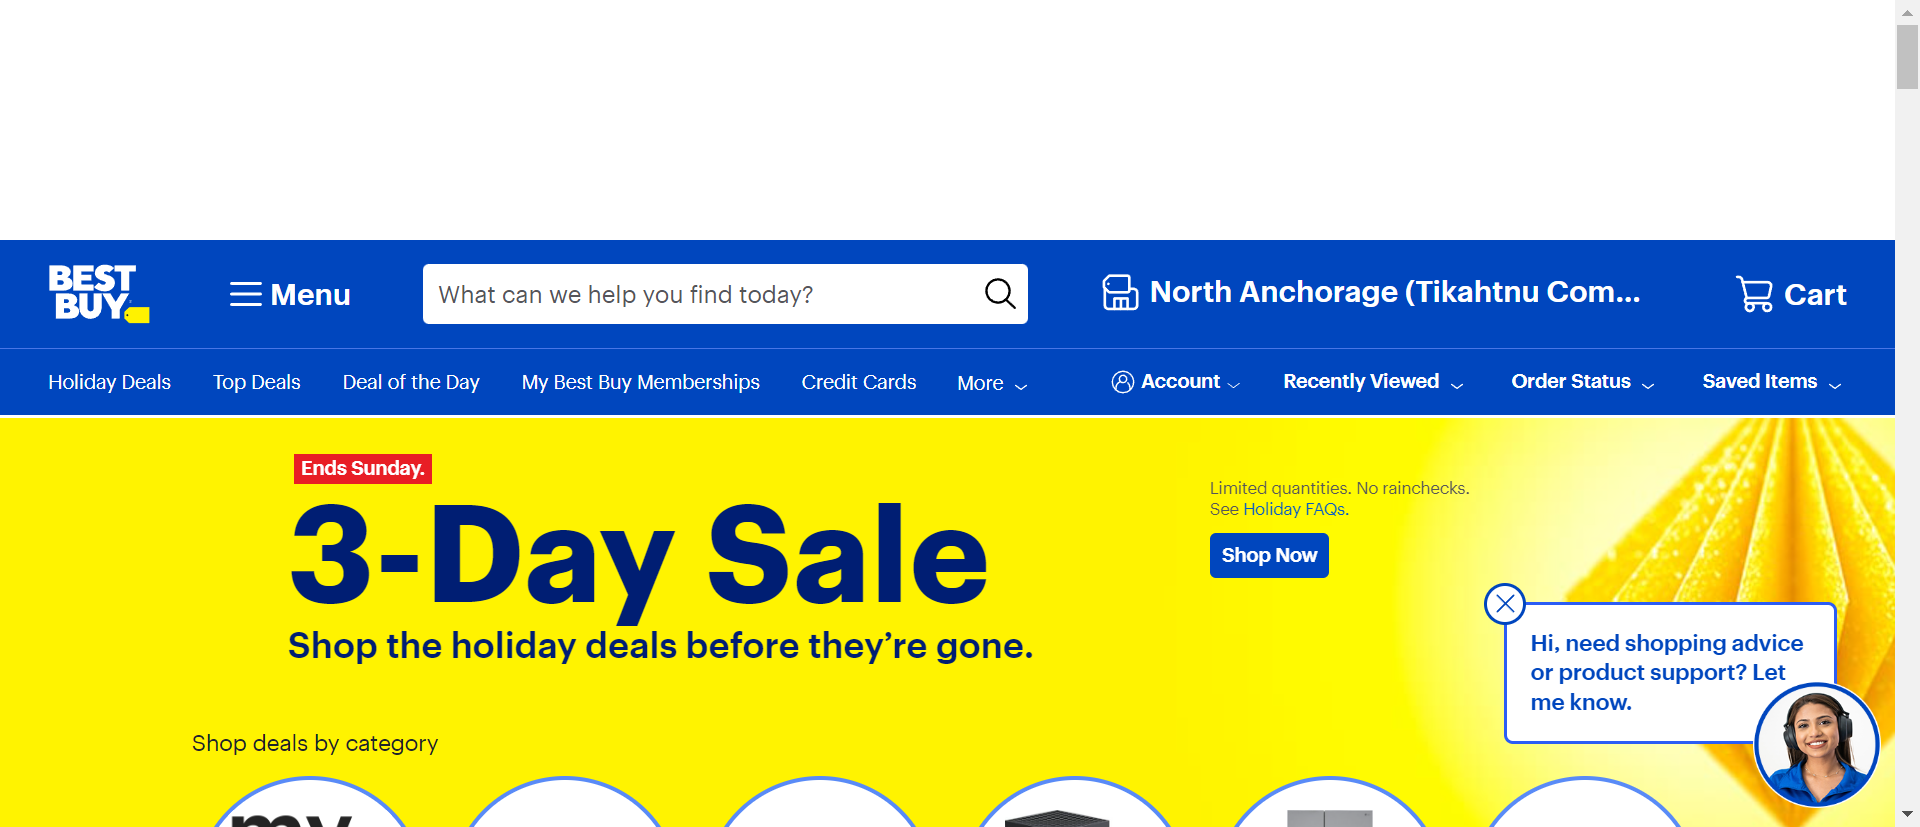 BEST
BUY
Menu
What can we help you find today?
North Anchorage (Tikahtnu Com...
Cart
Holiday Deals
Top Deals
Deal of the Day
My Best Buy Memberships
Credit Cards
More
Account
Recently Viewed
Order Status
Saved Items
Ends Sunday.
3-Day Sale
Shop the holiday deals before they’re gone.
Limited quantities. No rainchecks.
See Holiday FAQs.
Shop Now
Hi, need shopping advice
or product support? Let
me know.
Shop deals by category
my